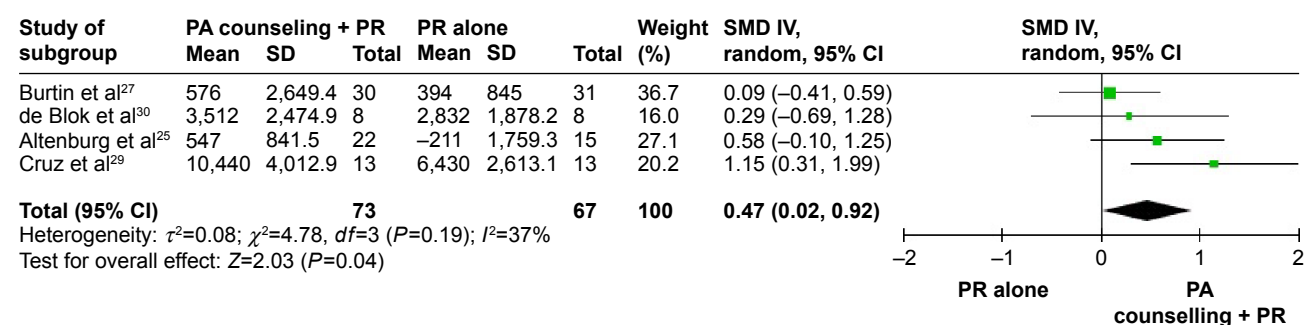 Study of PA counseling + PR PR alone Weight SMD IV, SMD IV,
subgroup Mean SD Total Mean SD Total (%) random, 95% CI random, 95% CI
Burtin et al27 576 2,649.4 30 394 845 31 36.7 0.09 (–0.41, 0.59)
de Blok et al30 3,512 2,474.9 8 2,832 1,878.2 8 16.0 0.29 (–0.69, 1.28)
Altenburg et al25 547 841.5 22 –211 1,759.3 15 27.1 0.58 (–0.10, 1.25)
Cruz et al29 10,440 4,012.9 13 6,430 2,613.1 13 20.2 1.15 (0.31, 1.99)
Total (95% CI) 73 67 100 0.47 (0.02, 0.92)
Heterogeneity: τ²=0.08; χ²=4.78, df=3 (P=0.19); I²=37%
Test for overall effect: Z=2.03 (P=0.04)
–2 –1 0 1 2
PR alone PA
counselling + PR